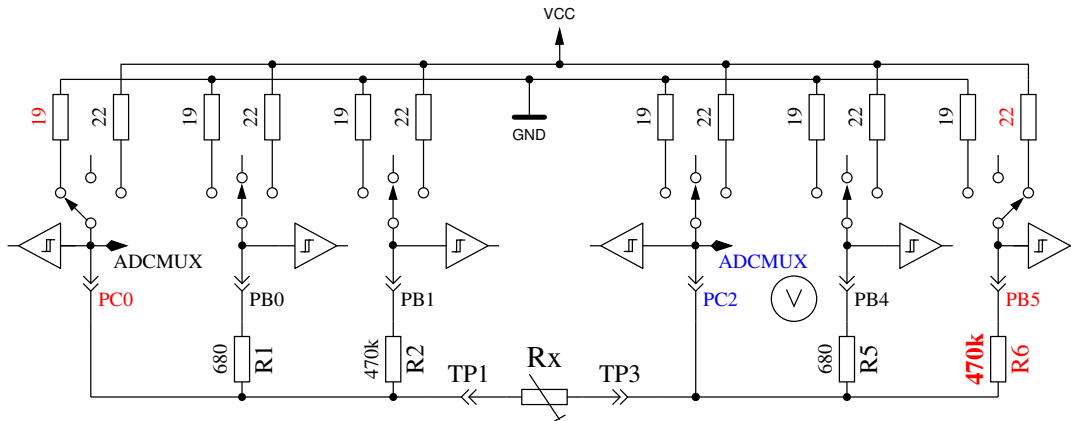 VCC
19
22
19
22
19
22
GND
19
22
19
22
19
22
ADCMUX
ADCMUX
PC0
PB0
PB1
PC2
V
PB4
PB5
680
R1
470k
R2
TP1
Rx
TP3
680
R5
470k
R6